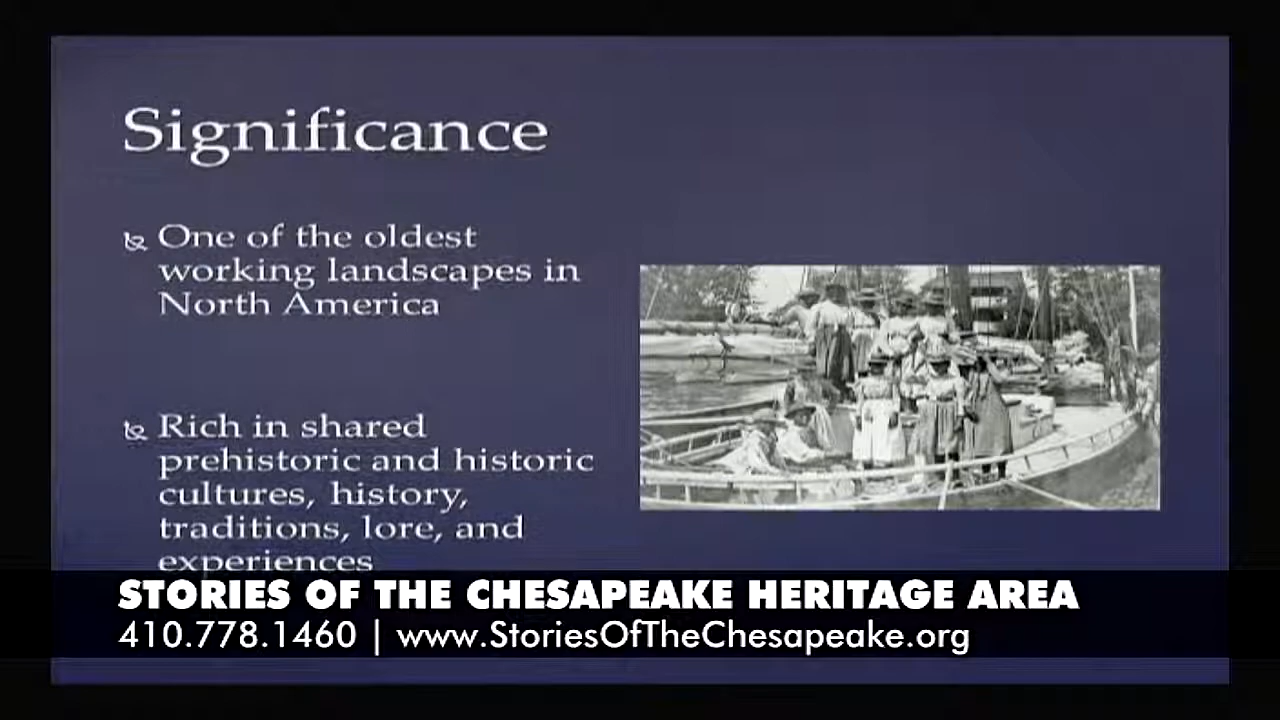 Significance
One of the oldest
working landscapes in
North America
Rich in shared
prehistoric and historic
cultures, history,
traditions, lore, and
experiences
STORIES OF THE CHESAPEAKE HERITAGE AREA
410.778.1460 | www.StoriesOfTheChesapeake.org